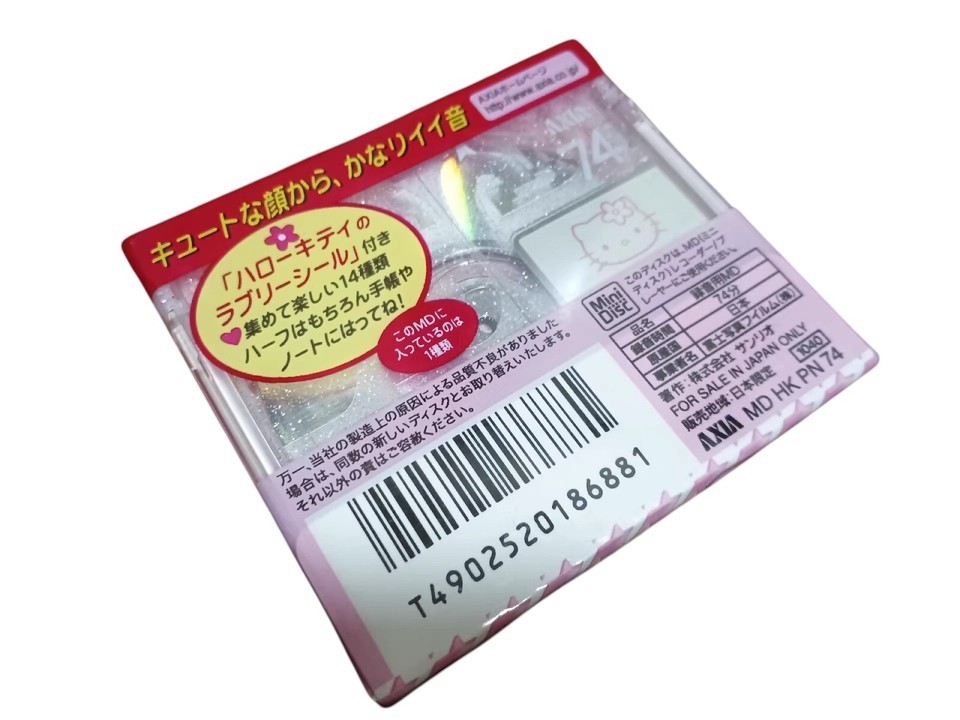 キュートな顔から、かなりイイ音
AXIAホームページ
http://www.axia.co.jp/
AXIA
74
「ハローキティの
ラブリーシール」付き
集めて楽しい14種類
ハーフはもちろん手帳や
ノートにはってね!
このMDに
入っているのは
1種類
このディスクは、MD(ミニ
ディスク)レコーダー/プ
レーヤーにご使用ください。
Mini
Disc
品名 録音用MD
録音時間 74分
原産国 日本
事業者名 富士写真フイルム(株)
著作:株式会社 サンリオ
FOR SALE IN JAPAN ONLY
販売地域:日本限定 1040
AXIA MD HK PN 74
万一、当社の製造上の原因による品質不良がありました
場合は、同数の新しいディスクとお取り替えいたします。
それ以外の責はご容赦ください。
T4902520186881